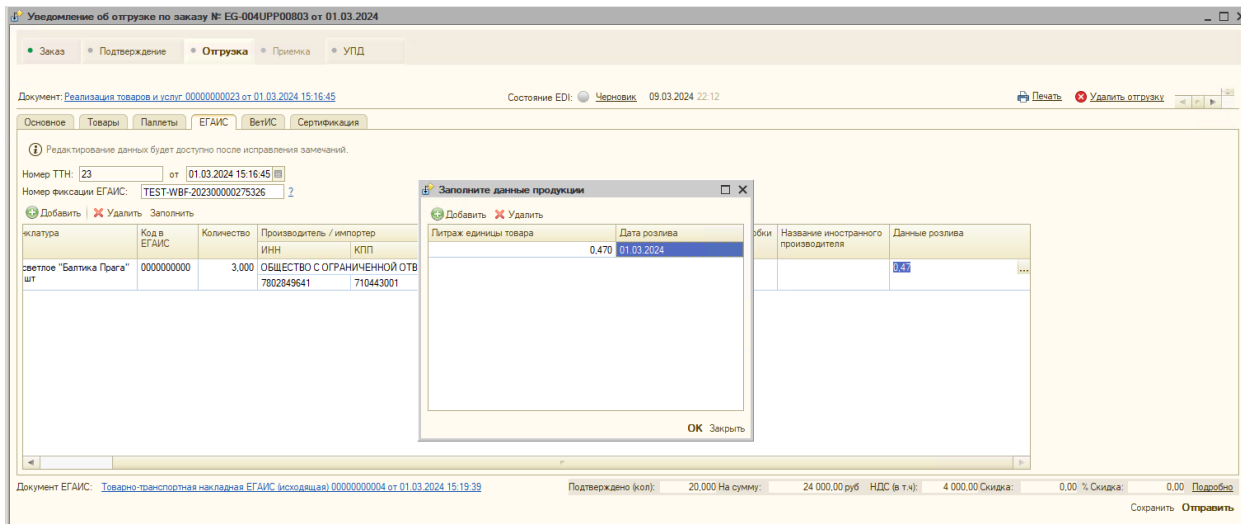 Уведомление об отгрузке по заказу № EG-004UPP00803 от 01.03.2024
Заказ Подтверждение Отгрузка Приемка УПД
Документ: Реализация товаров и услуг 00000000023 от 01.03.2024 15:16:45 Состояние EDI: Черновик 09.03.2024 22:12 Печать Удалить отгрузку
Основное Товары Паллеты ЕГАИС ВетИС Сертификация
Редактирование данных будет доступно после исправления замечаний.
Номер ТТН: 23 от 01.03.2024 15:16:45
Номер фиксации ЕГАИС: TEST-WBF-202300000275326 ?
Добавить Удалить Заполнить
Заполните данные продукции
Добавить Удалить
Литраж единицы товара Дата розлива
0,470 01.03.2024
ОК Закрыть
нклатура Код в ЕГАИС Количество Производитель / импортер бки Название иностранного производителя Данные розлива
ИНН КПП
светлое "Балтика Прага" 0000000000 3,000 ОБЩЕСТВО С ОГРАНИЧЕННОЙ ОТВ 0,47 ...
шт 7802849641 710443001
Документ ЕГАИС: Товарно-транспортная накладная ЕГАИС (исходящая) 00000000004 от 01.03.2024 15:19:39 Подтверждено (кол): 20,000 На сумму: 24 000,00 руб НДС (в т.ч): 4 000,00 Скидка: 0,00 % Скидка: 0,00 Подробно
Сохранить Отправить